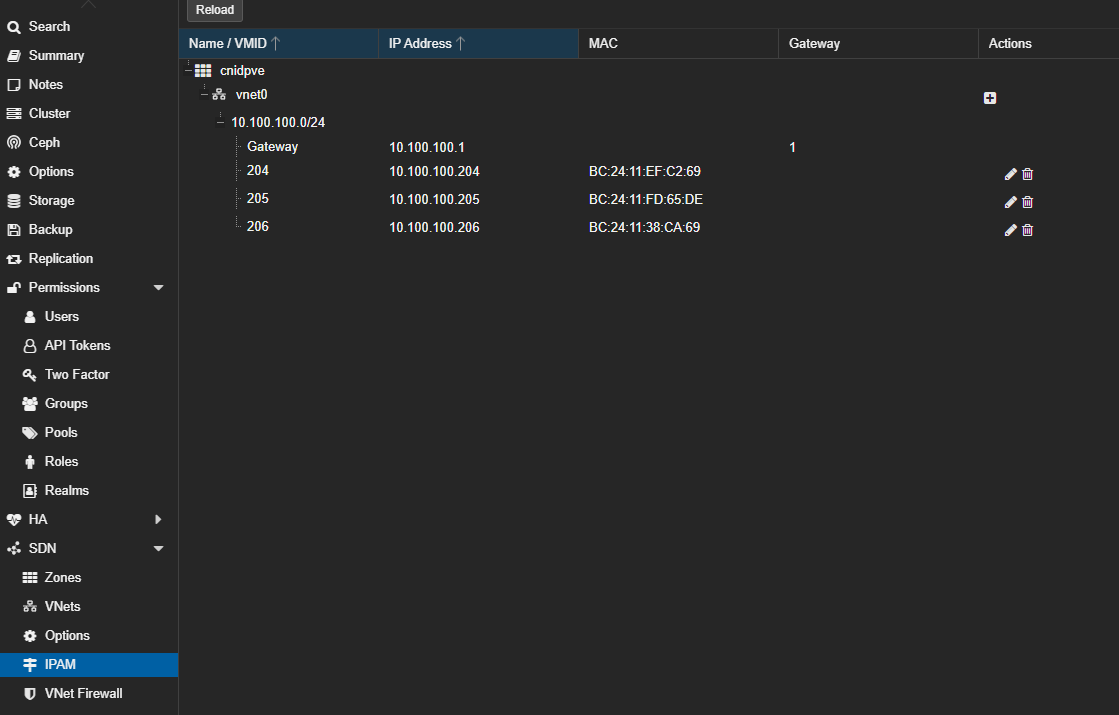 Reload
Search
Summary
Notes
Cluster
Ceph
Options
Storage
Backup
Replication
Permissions
Users
API Tokens
Two Factor
Groups
Pools
Roles
Realms
HA
SDN
Zones
VNets
Options
IPAM
VNet Firewall
Name / VMID IP Address MAC Gateway Actions
cnidpve
vnet0
10.100.100.0/24
Gateway 10.100.100.1 1
204 10.100.100.204 BC:24:11:EF:C2:69
205 10.100.100.205 BC:24:11:FD:65:DE
206 10.100.100.206 BC:24:11:38:CA:69